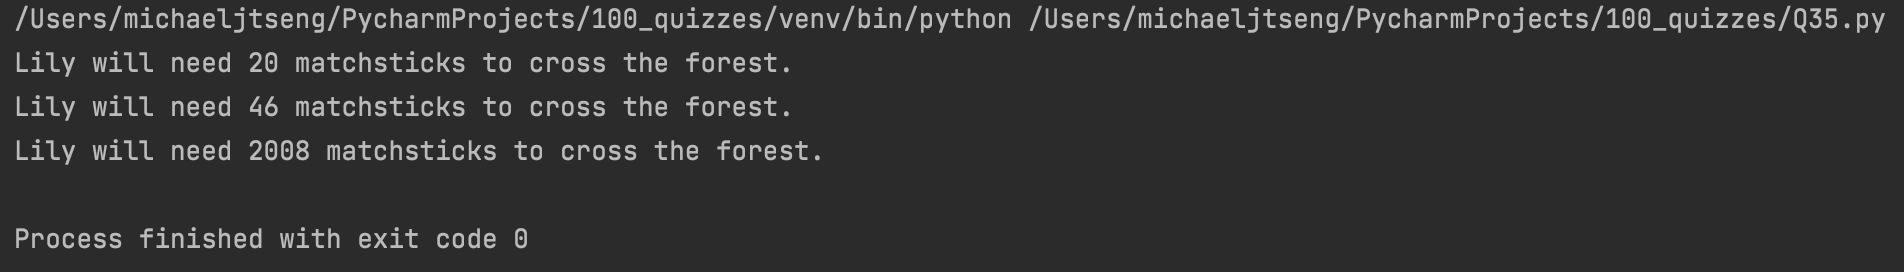 /Users/michaeljtseng/PycharmProjects/100_quizzes/venv/bin/python /Users/michaeljtseng/PycharmProjects/100_quizzes/Q35.py
Lily will need 20 matchsticks to cross the forest.
Lily will need 46 matchsticks to cross the forest.
Lily will need 2008 matchsticks to cross the forest.
Process finished with exit code 0